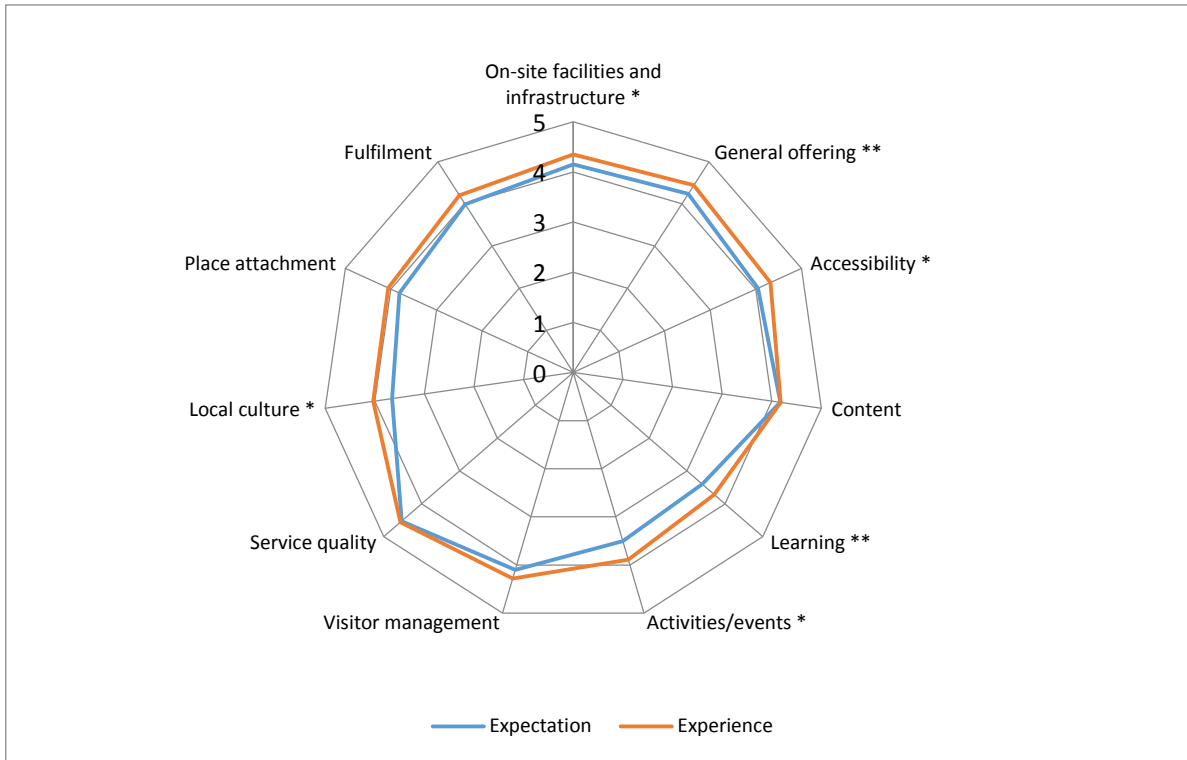 On-site facilities and
infrastructure *
5
Fulfilment
General offering **
4
3
Place attachment
Accessibility *
2
1
0
Local culture *
Content
Service quality
Learning **
Visitor management
Activities/events *
Expectation
Experience